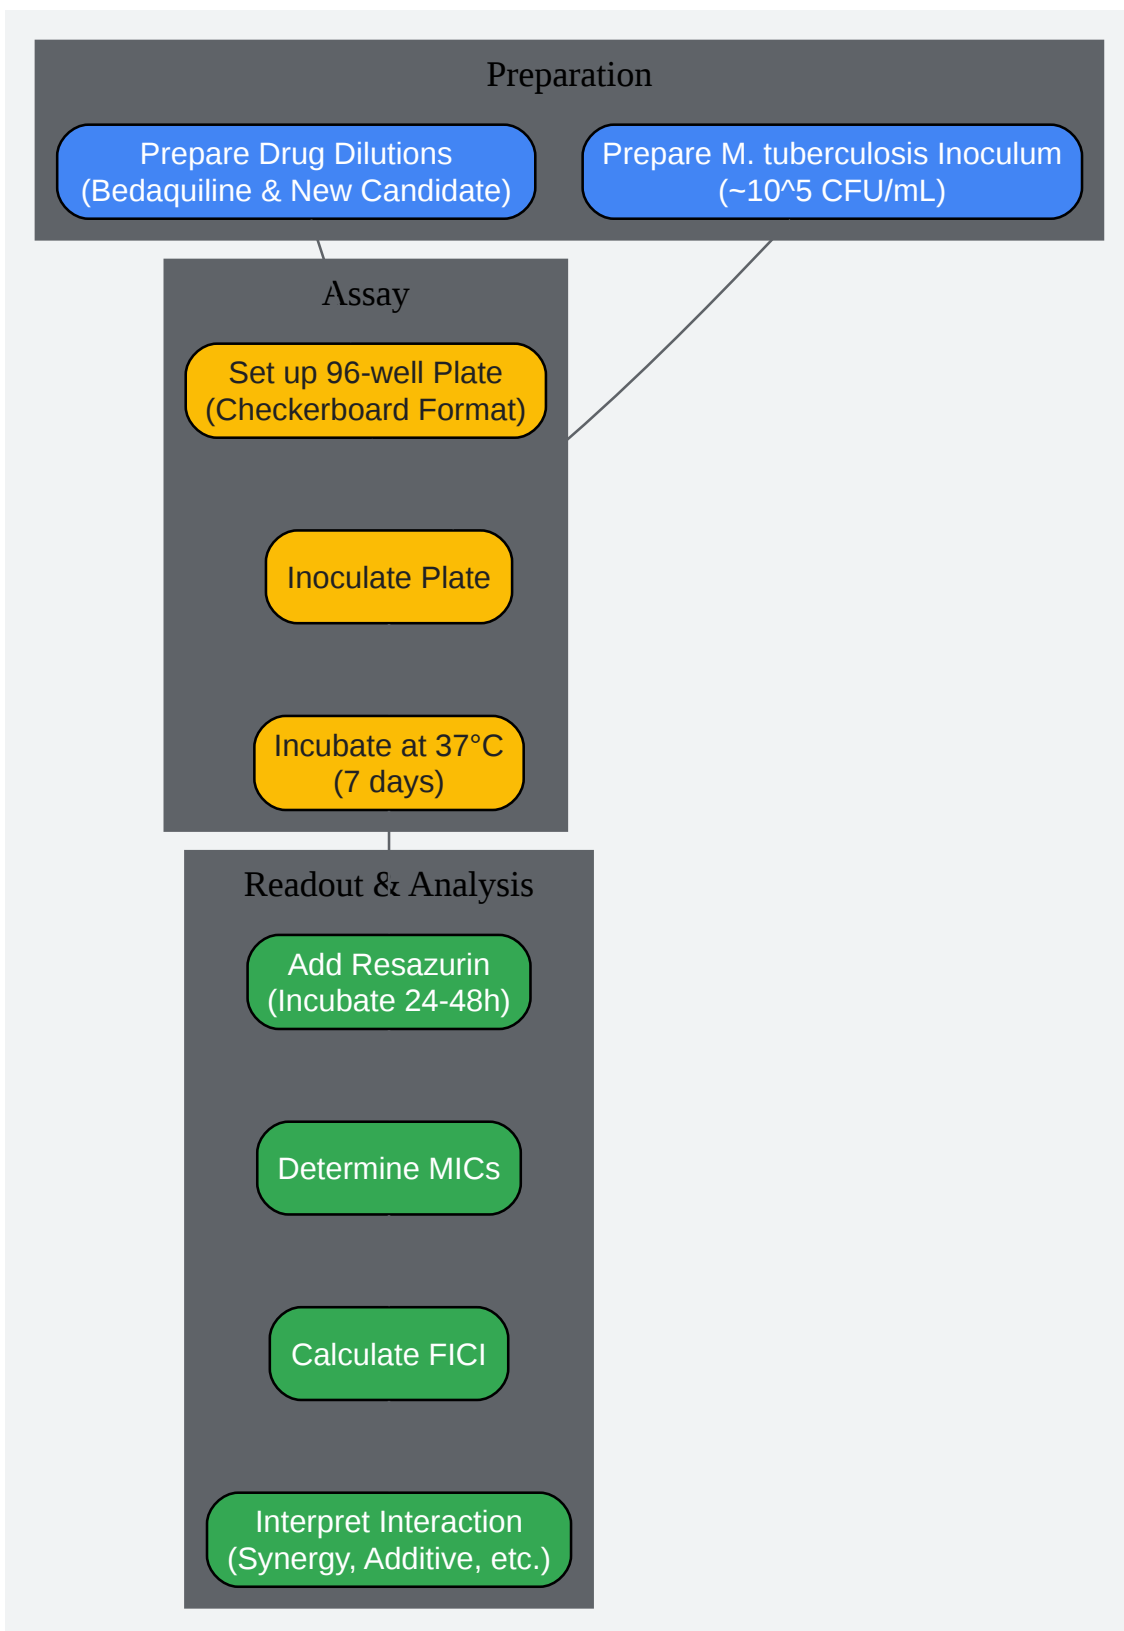 Preparation
Prepare Drug Dilutions
(Bedaquiline & New Candidate)
Prepare M. tuberculosis Inoculum
(~10^5 CFU/mL)
Assay
Set up 96-well Plate
(Checkerboard Format)
Inoculate Plate
Incubate at 37°C
(7 days)
Readout & Analysis
Add Resazurin
(Incubate 24-48h)
Determine MICs
Calculate FICI
Interpret Interaction
(Synergy, Additive, etc.)